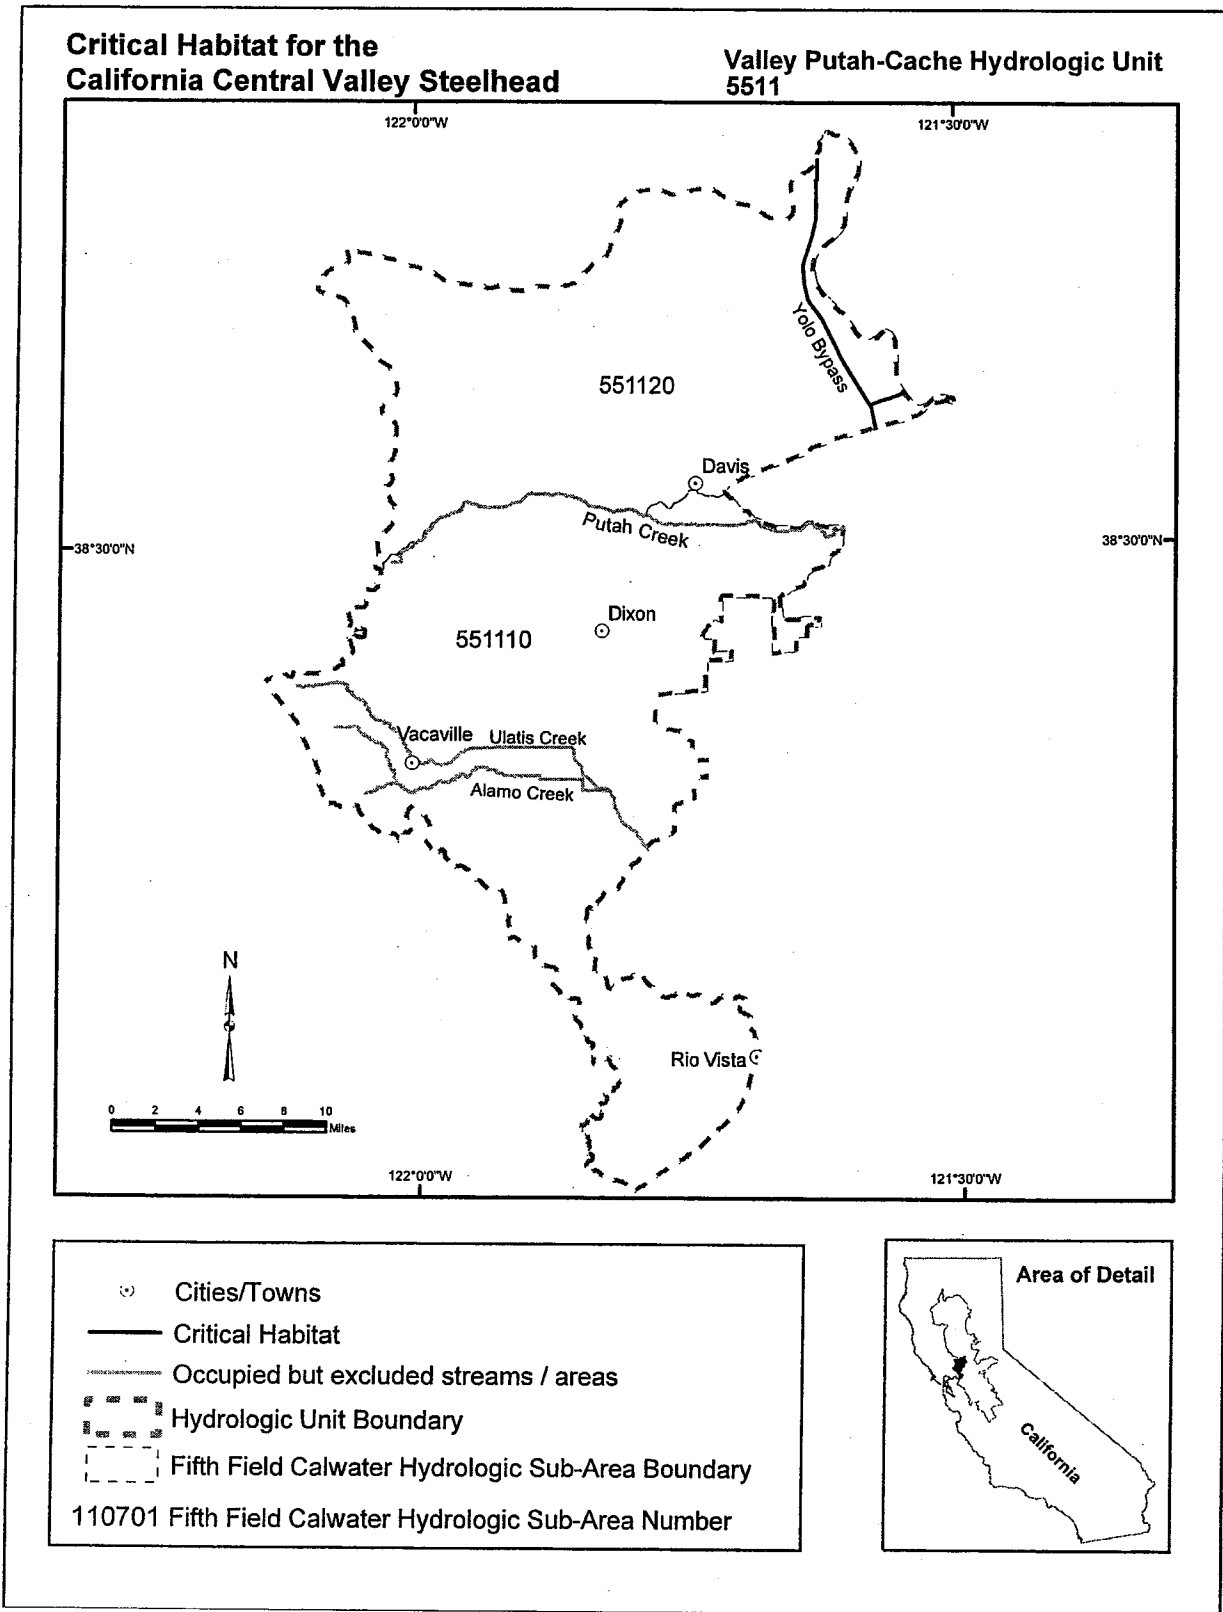 Critical Habitat for the
California Central Valley Steelhead
Valley Putah-Cache Hydrologic Unit
5511
122°0'0"W
121°30'0"W
Yolo Bypass
551120
Davis
Putah Creek
38°30'0"N
38°30'0"N
Dixon
551110
Vacaville
Ulatis Creek
Alamo Creek
N
Rio Vista
0 2 4 6 8 10
Miles
122°0'0"W
121°30'0"W
Cities/Towns
Critical Habitat
Occupied but excluded streams / areas
Hydrologic Unit Boundary
Fifth Field Calwater Hydrologic Sub-Area Boundary
110701 Fifth Field Calwater Hydrologic Sub-Area Number
Area of Detail
California